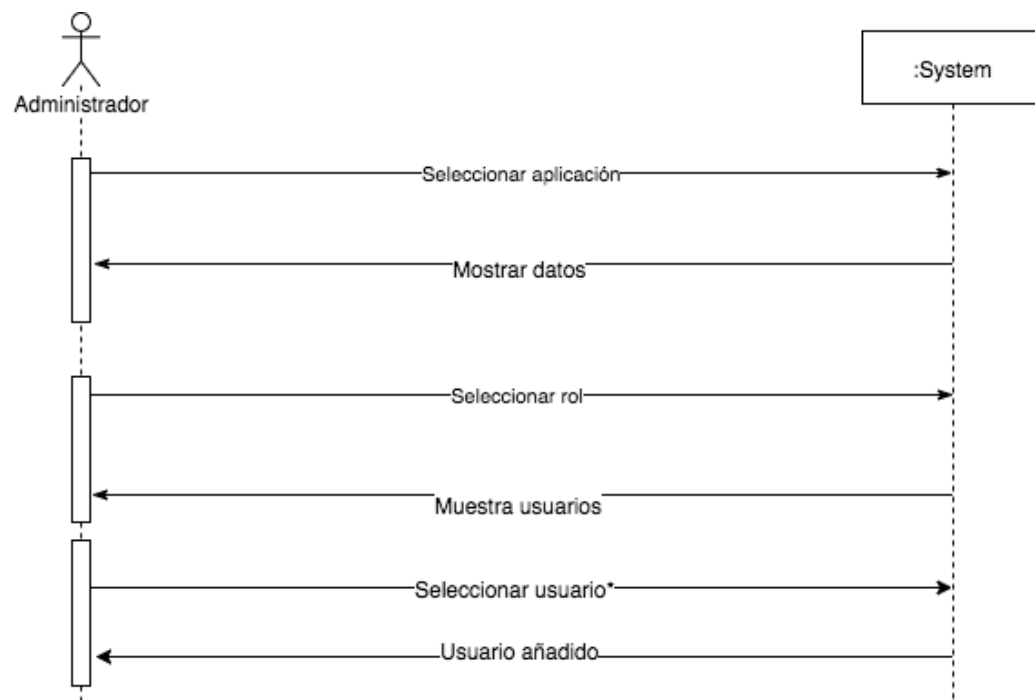 :System
Administrador
Seleccionar aplicación
Mostrar datos
Seleccionar rol
Muestra usuarios
Seleccionar usuario*
Usuario añadido